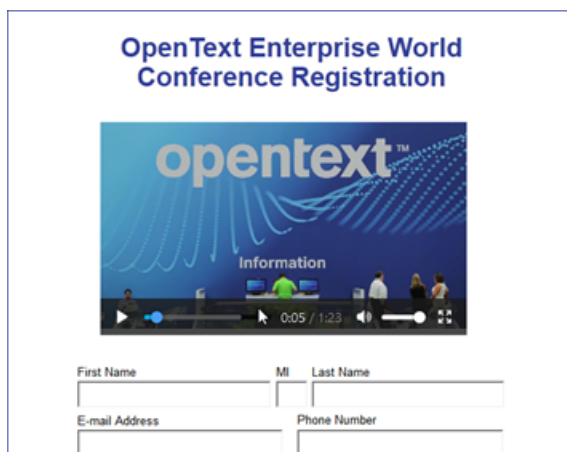 OpenText Enterprise World
Conference Registration
opentext™
Information
0:05 / 1:23
First Name MI Last Name
E-mail Address Phone Number